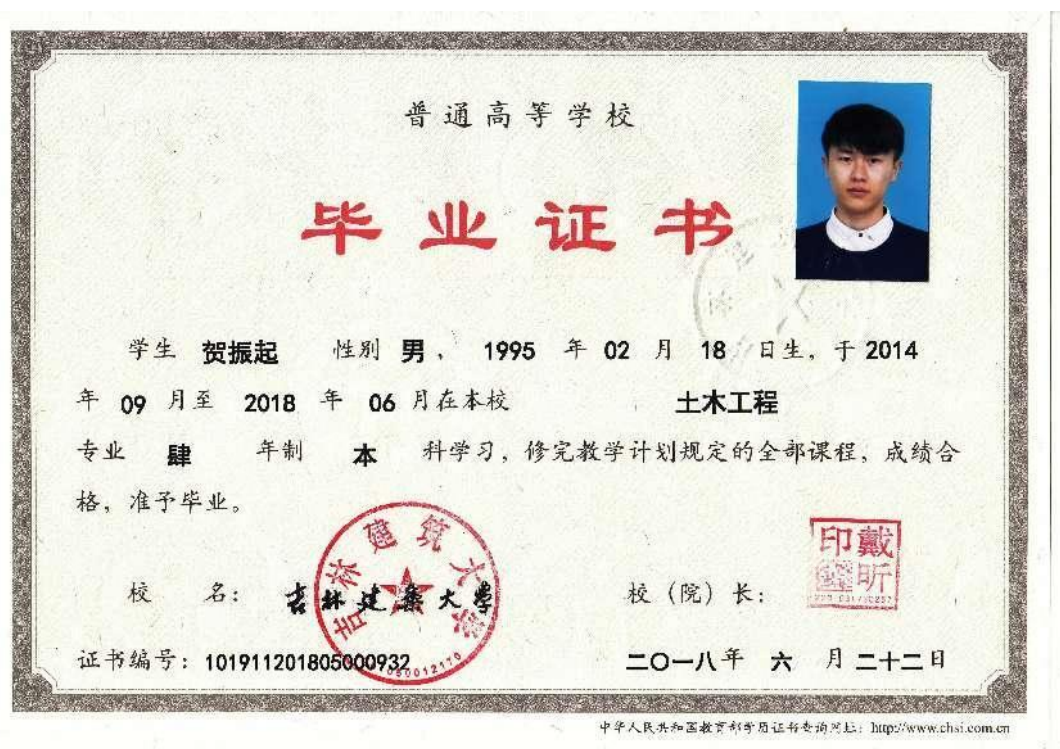 普通高等学校
毕业证书
学生 贺振起 性别 男, 1995 年 02 月 18 日生, 于 2014
年 09 月至 2018 年 06 月在本校 土木工程
专业 肆 年制 本 科学习, 修完教学计划规定的全部课程, 成绩合
格, 准予毕业。
吉林建筑大学
印戴
昕
校 名: 吉林建筑大学 校(院)长:
证书编号: 101911201805000932 二〇一八年 六 月二十二日
中华人民共和国教育部学历证书查询网址: http://www.chsi.com.cn